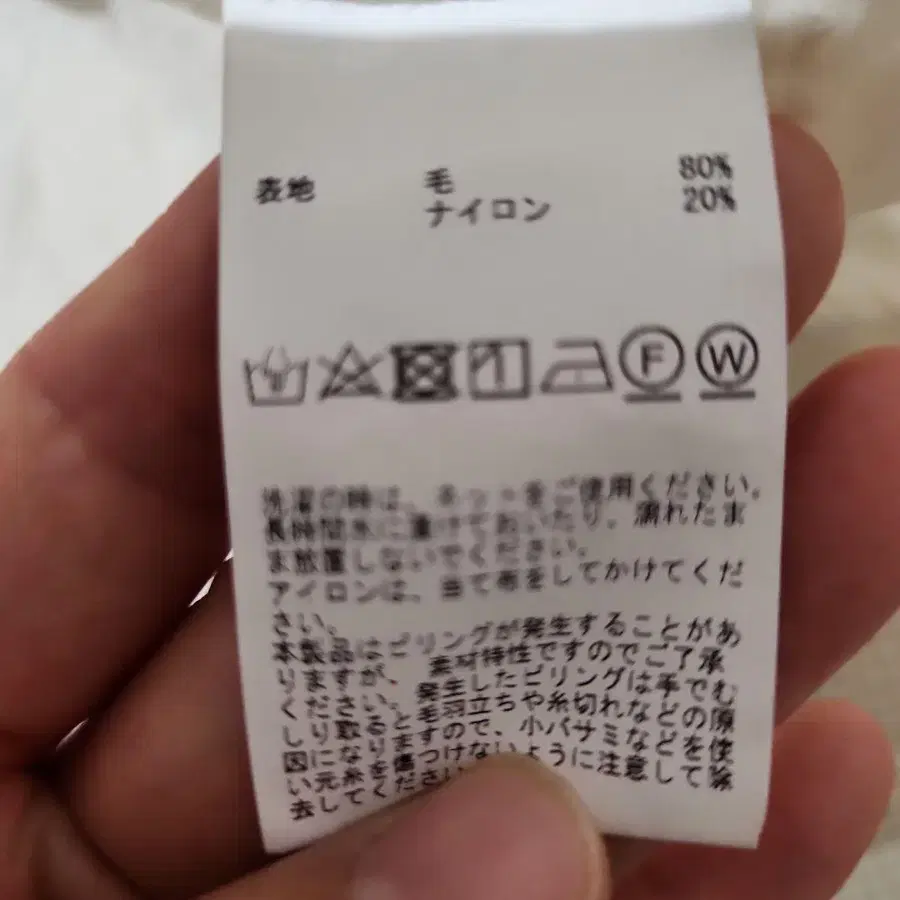 表地 毛 80%
ナイロン 20%
F W
洗濯の時は、ネットをご使用ください。
長時間水に漬けておいたり、濡れたま
ま放置しないでください。
アイロンは、当て布をしてかけてくだ
さい。
本製品はピリングが発生することがあ
りますが、素材特性ですのでご了承
ください。発生したピリングは手でむ
しり取ると毛羽立ちや糸切れなどの原
因になりますので、小バサミなどを使
い元糸を傷つけないように注意して除
去してください